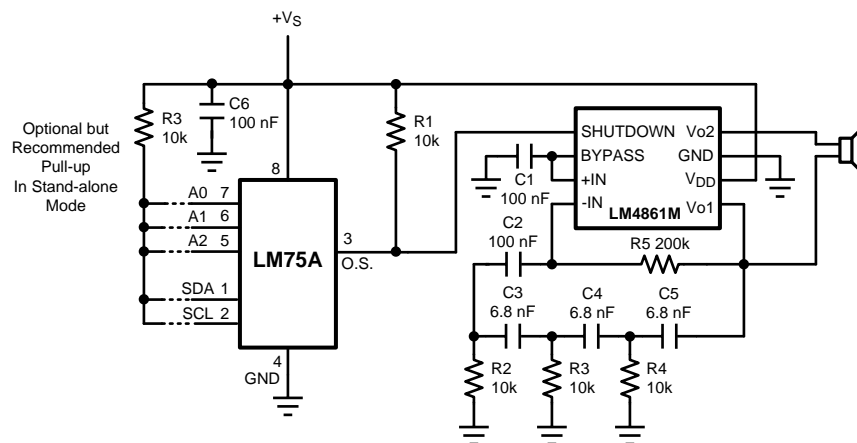 +VS
R3
10k
C6
100 nF
R1
10k
Optional but
Recommended
Pull-up
In Stand-alone
Mode
8
A0 7
A1 6
A2 5
SDA 1
SCL 2
LM75A
3
O.S.
4
GND
SHUTDOWN
BYPASS
+IN
-IN
Vo2
GND
VDD
Vo1
LM4861M
C1
100 nF
C2
100 nF
R5 200k
C3
6.8 nF
C4
6.8 nF
C5
6.8 nF
R2
10k
R3
10k
R4
10k